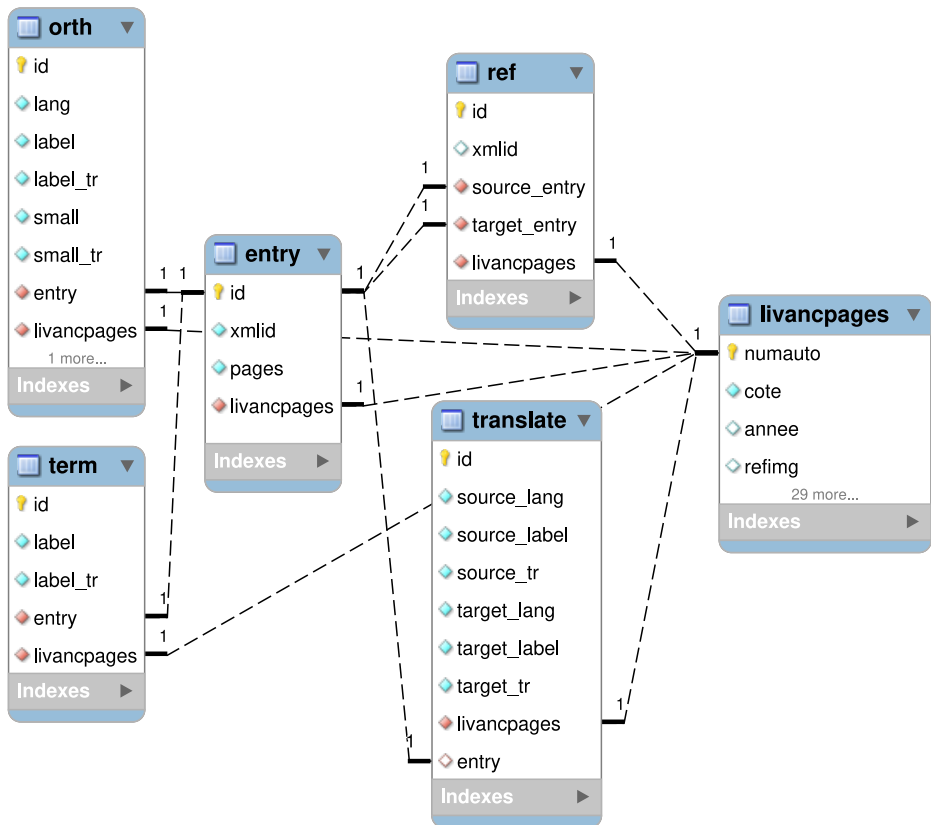 orth
id
lang
label
label_tr
small
small_tr
entry
livancpages
1 more...
Indexes
term
id
label
label_tr
entry
livancpages
Indexes
entry
id
xmlid
pages
livancpages
Indexes
ref
id
xmlid
source_entry
target_entry
livancpages
Indexes
translate
id
source_lang
source_label
source_tr
target_lang
target_label
target_tr
livancpages
entry
Indexes
livancpages
numauto
cote
annee
refimg
29 more...
Indexes
1
1
1
1
1
1
1
1
1
1
1
1
1
1